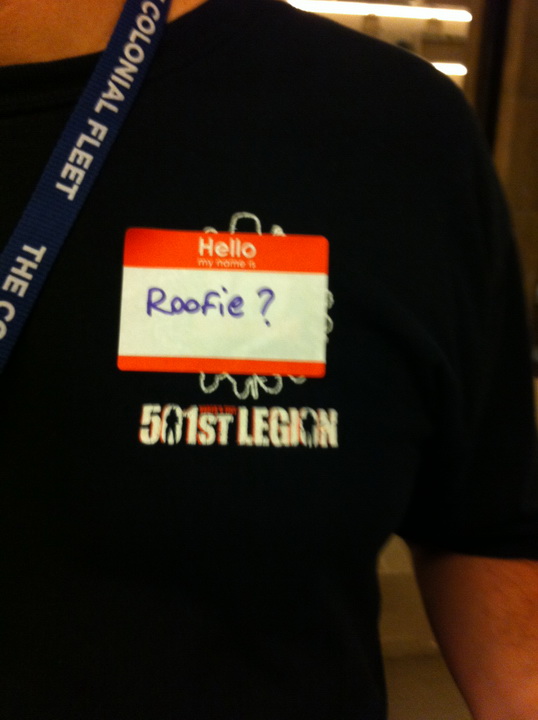 COLONIAL FLEET
THE CO
Hello
my name is
Roofie?
501ST LEGION